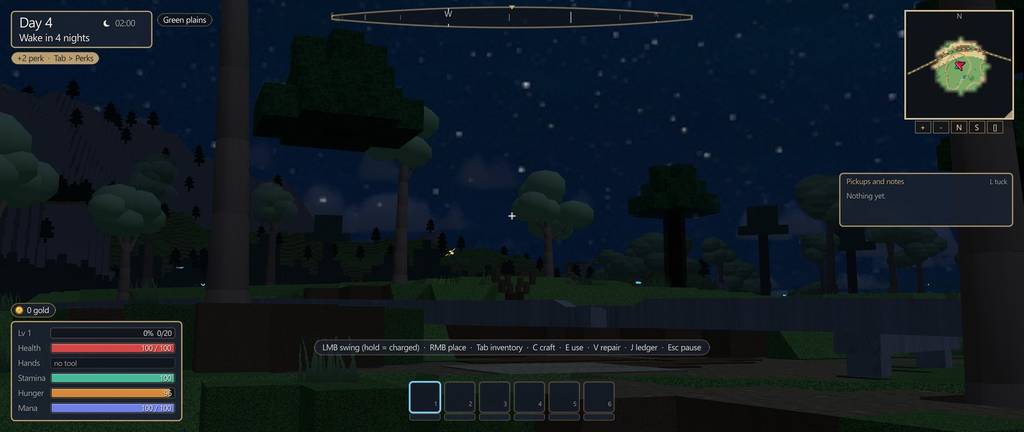 Day 4
02:00
Wake in 4 nights
Green plains
+2 perk · Tab > Perks
W
N
+ - N S []
Pickups and notes
L tuck
Nothing yet.
0 gold
Lv 1 0% 0/20
Health 100 / 100
Hands no tool
Stamina 100
Hunger
Mana 100 / 100
LMB swing (hold = charged) · RMB place · Tab inventory · C craft · E use · V repair · J ledger · Esc pause
1 2 3 4 5 6